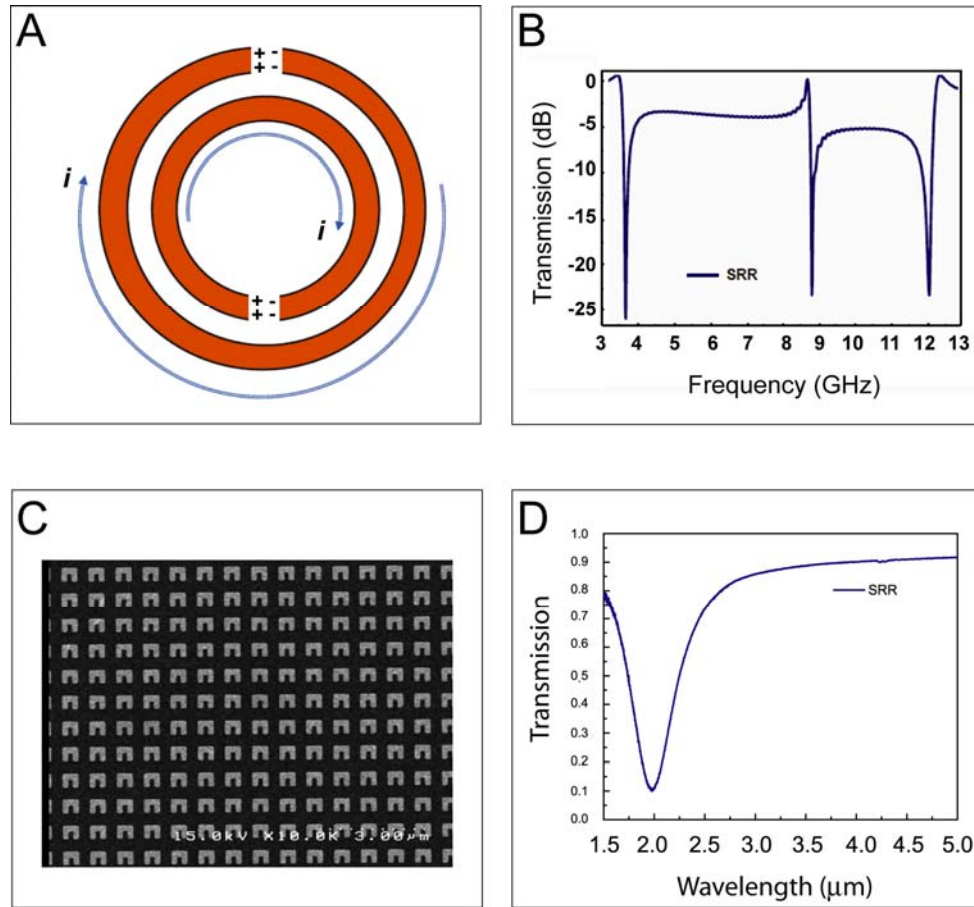 A
+ -
+ -
i
i
+ -
+ -
B
Transmission (dB)
0
-5
-10
-15
-20
-25
SRR
3 4 5 6 7 8 9 10 11 12 13
Frequency (GHz)
C
15.0kV X10.0K 3.00μm
D
Transmission
1.0
0.9
0.8
0.7
0.6
0.5
0.4
0.3
0.2
0.1
0.0
SRR
1.5 2.0 2.5 3.0 3.5 4.0 4.5 5.0
Wavelength (μm)